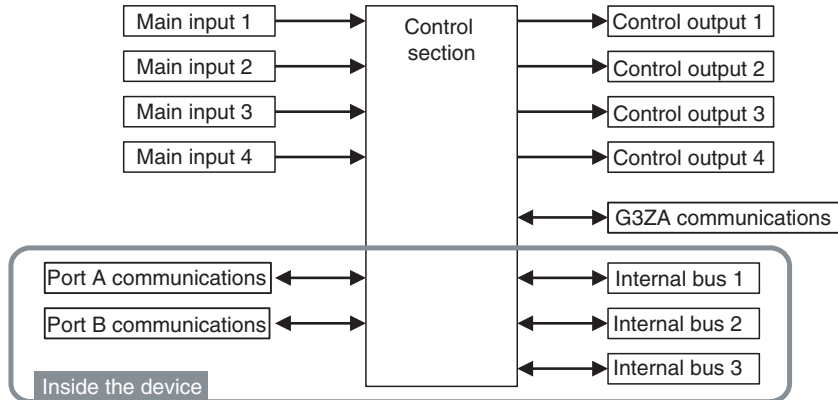 Main input 1
Main input 2
Main input 3
Main input 4
Control
section
Control output 1
Control output 2
Control output 3
Control output 4
G3ZA communications
Port A communications
Port B communications
Internal bus 1
Internal bus 2
Internal bus 3
Inside the device